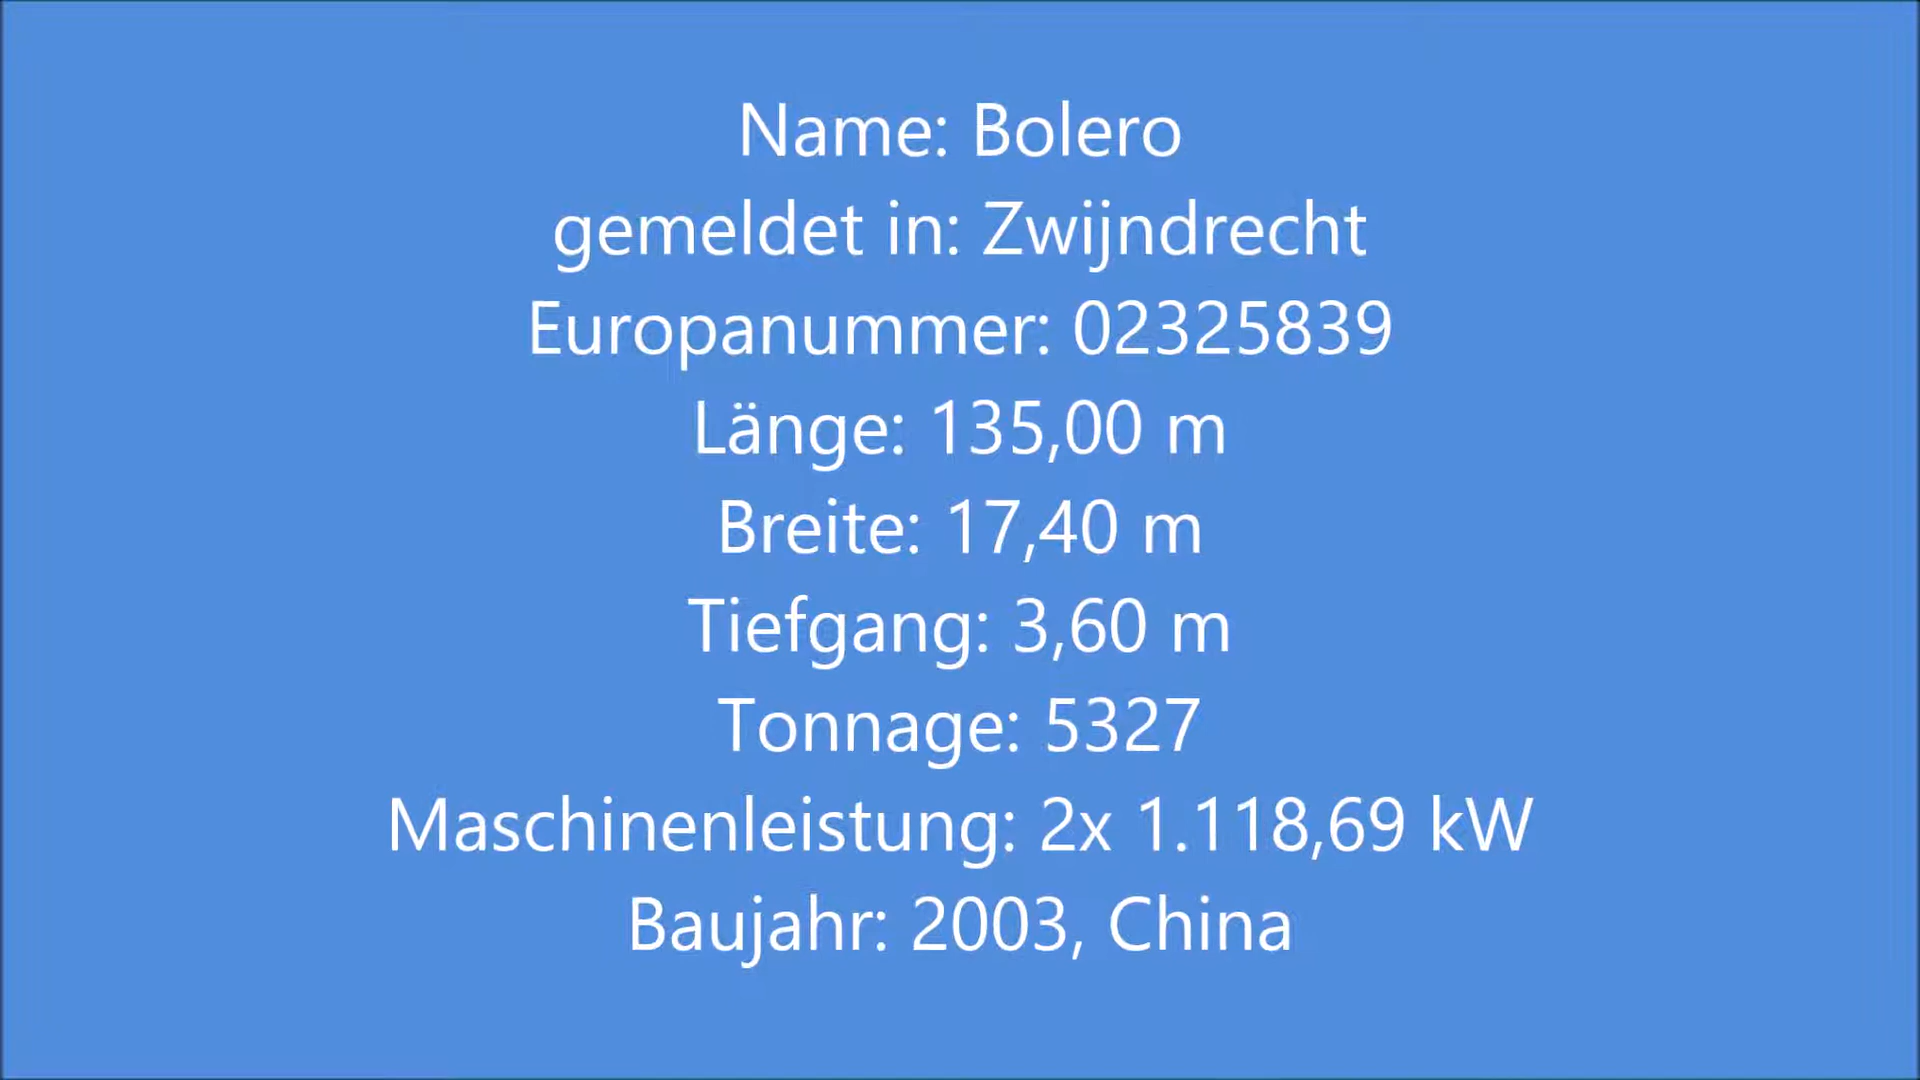 Name: Bolero
gemeldet in: Zwijndrecht
Europanummer: 02325839
Länge: 135,00 m
Breite: 17,40 m
Tiefgang: 3,60 m
Tonnage: 5327
Maschinenleistung: 2x 1.118,69 kW
Baujahr: 2003, China